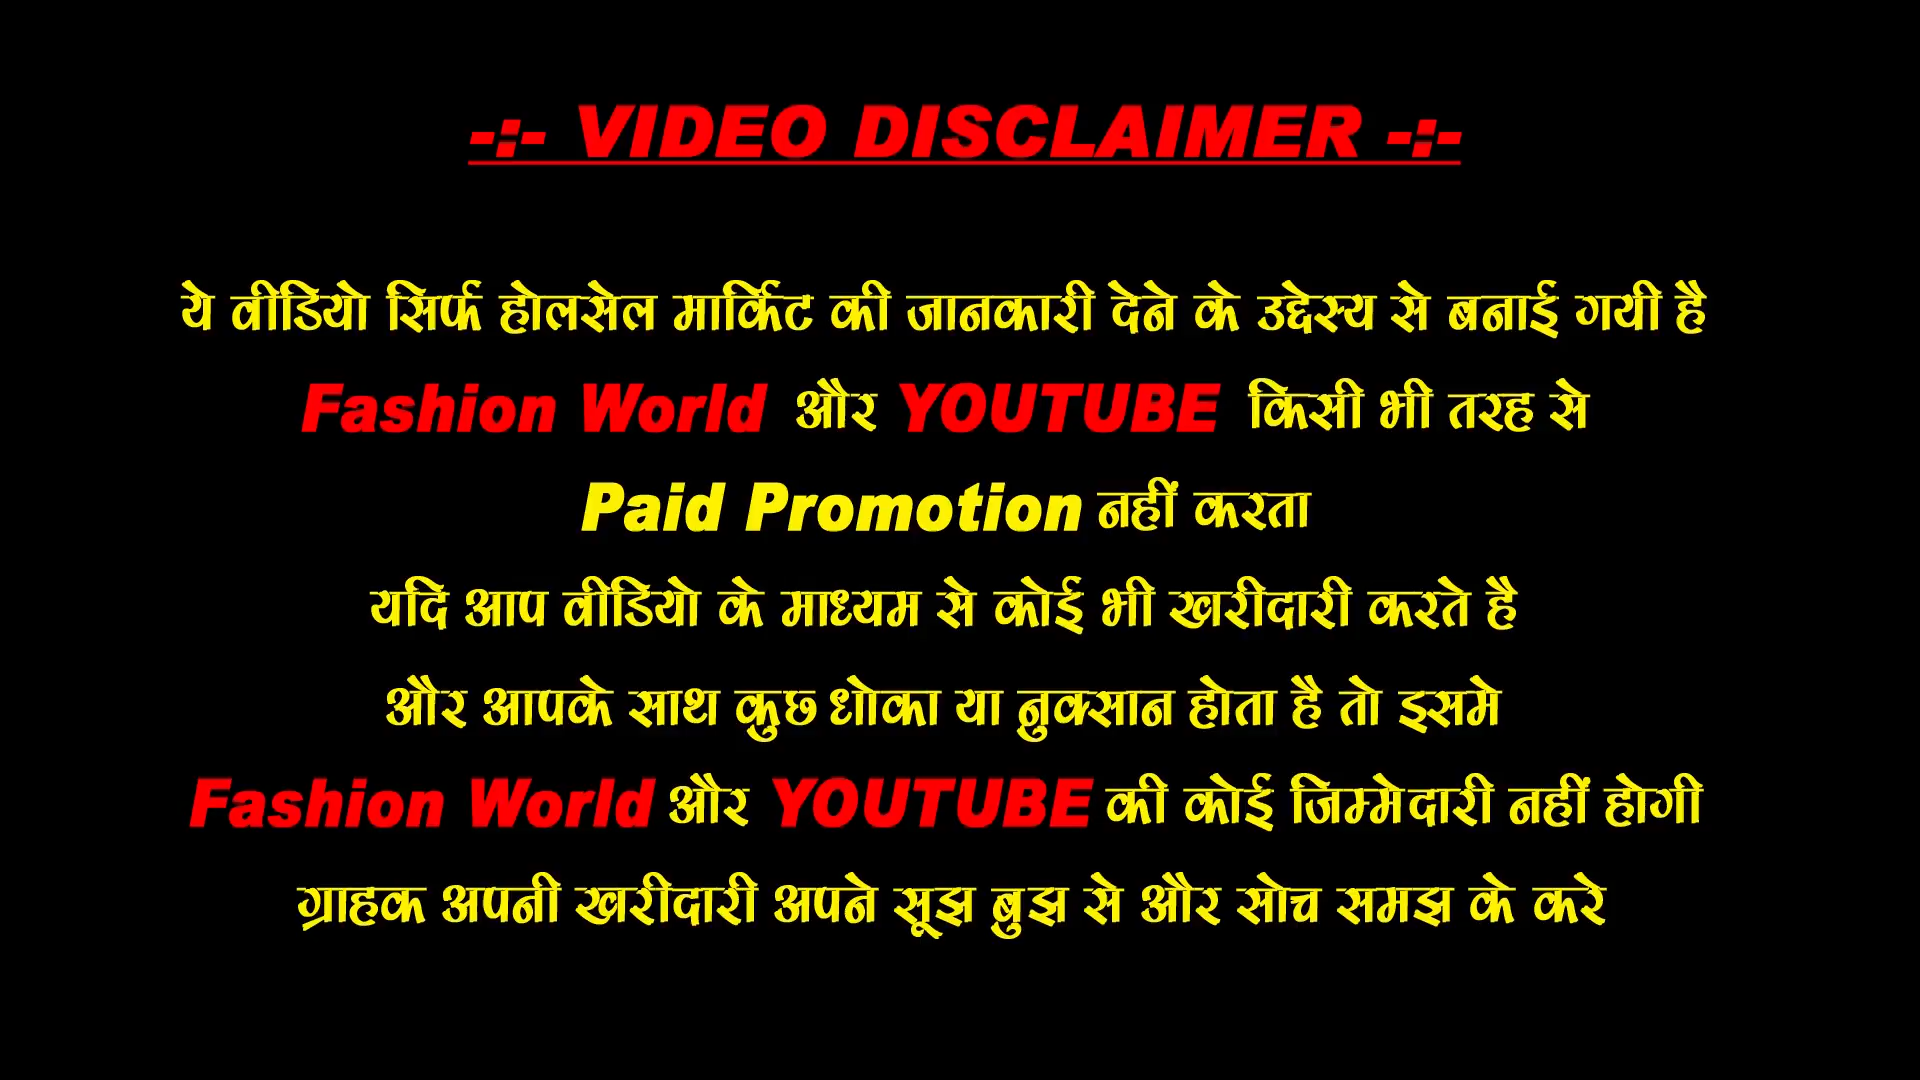 -:- VIDEO DISCLAIMER -:-
ये वीडियो सिर्फ होलसेल मार्किट की जानकारी देने के उद्देस्य से बनाई गयी है
Fashion World और YOUTUBE किसी भी तरह से
Paid Promotion नहीं करता
यदि आप वीडियो के माध्यम से कोई भी खरीदारी करते है
और आपके साथ कुछ धोका या नुक्सान होता है तो इसमे
Fashion World और YOUTUBE की कोई जिम्मेदारी नहीं होगी
ग्राहक अपनी खरीदारी अपने सूझ बुझ से और सोच समझ के करे